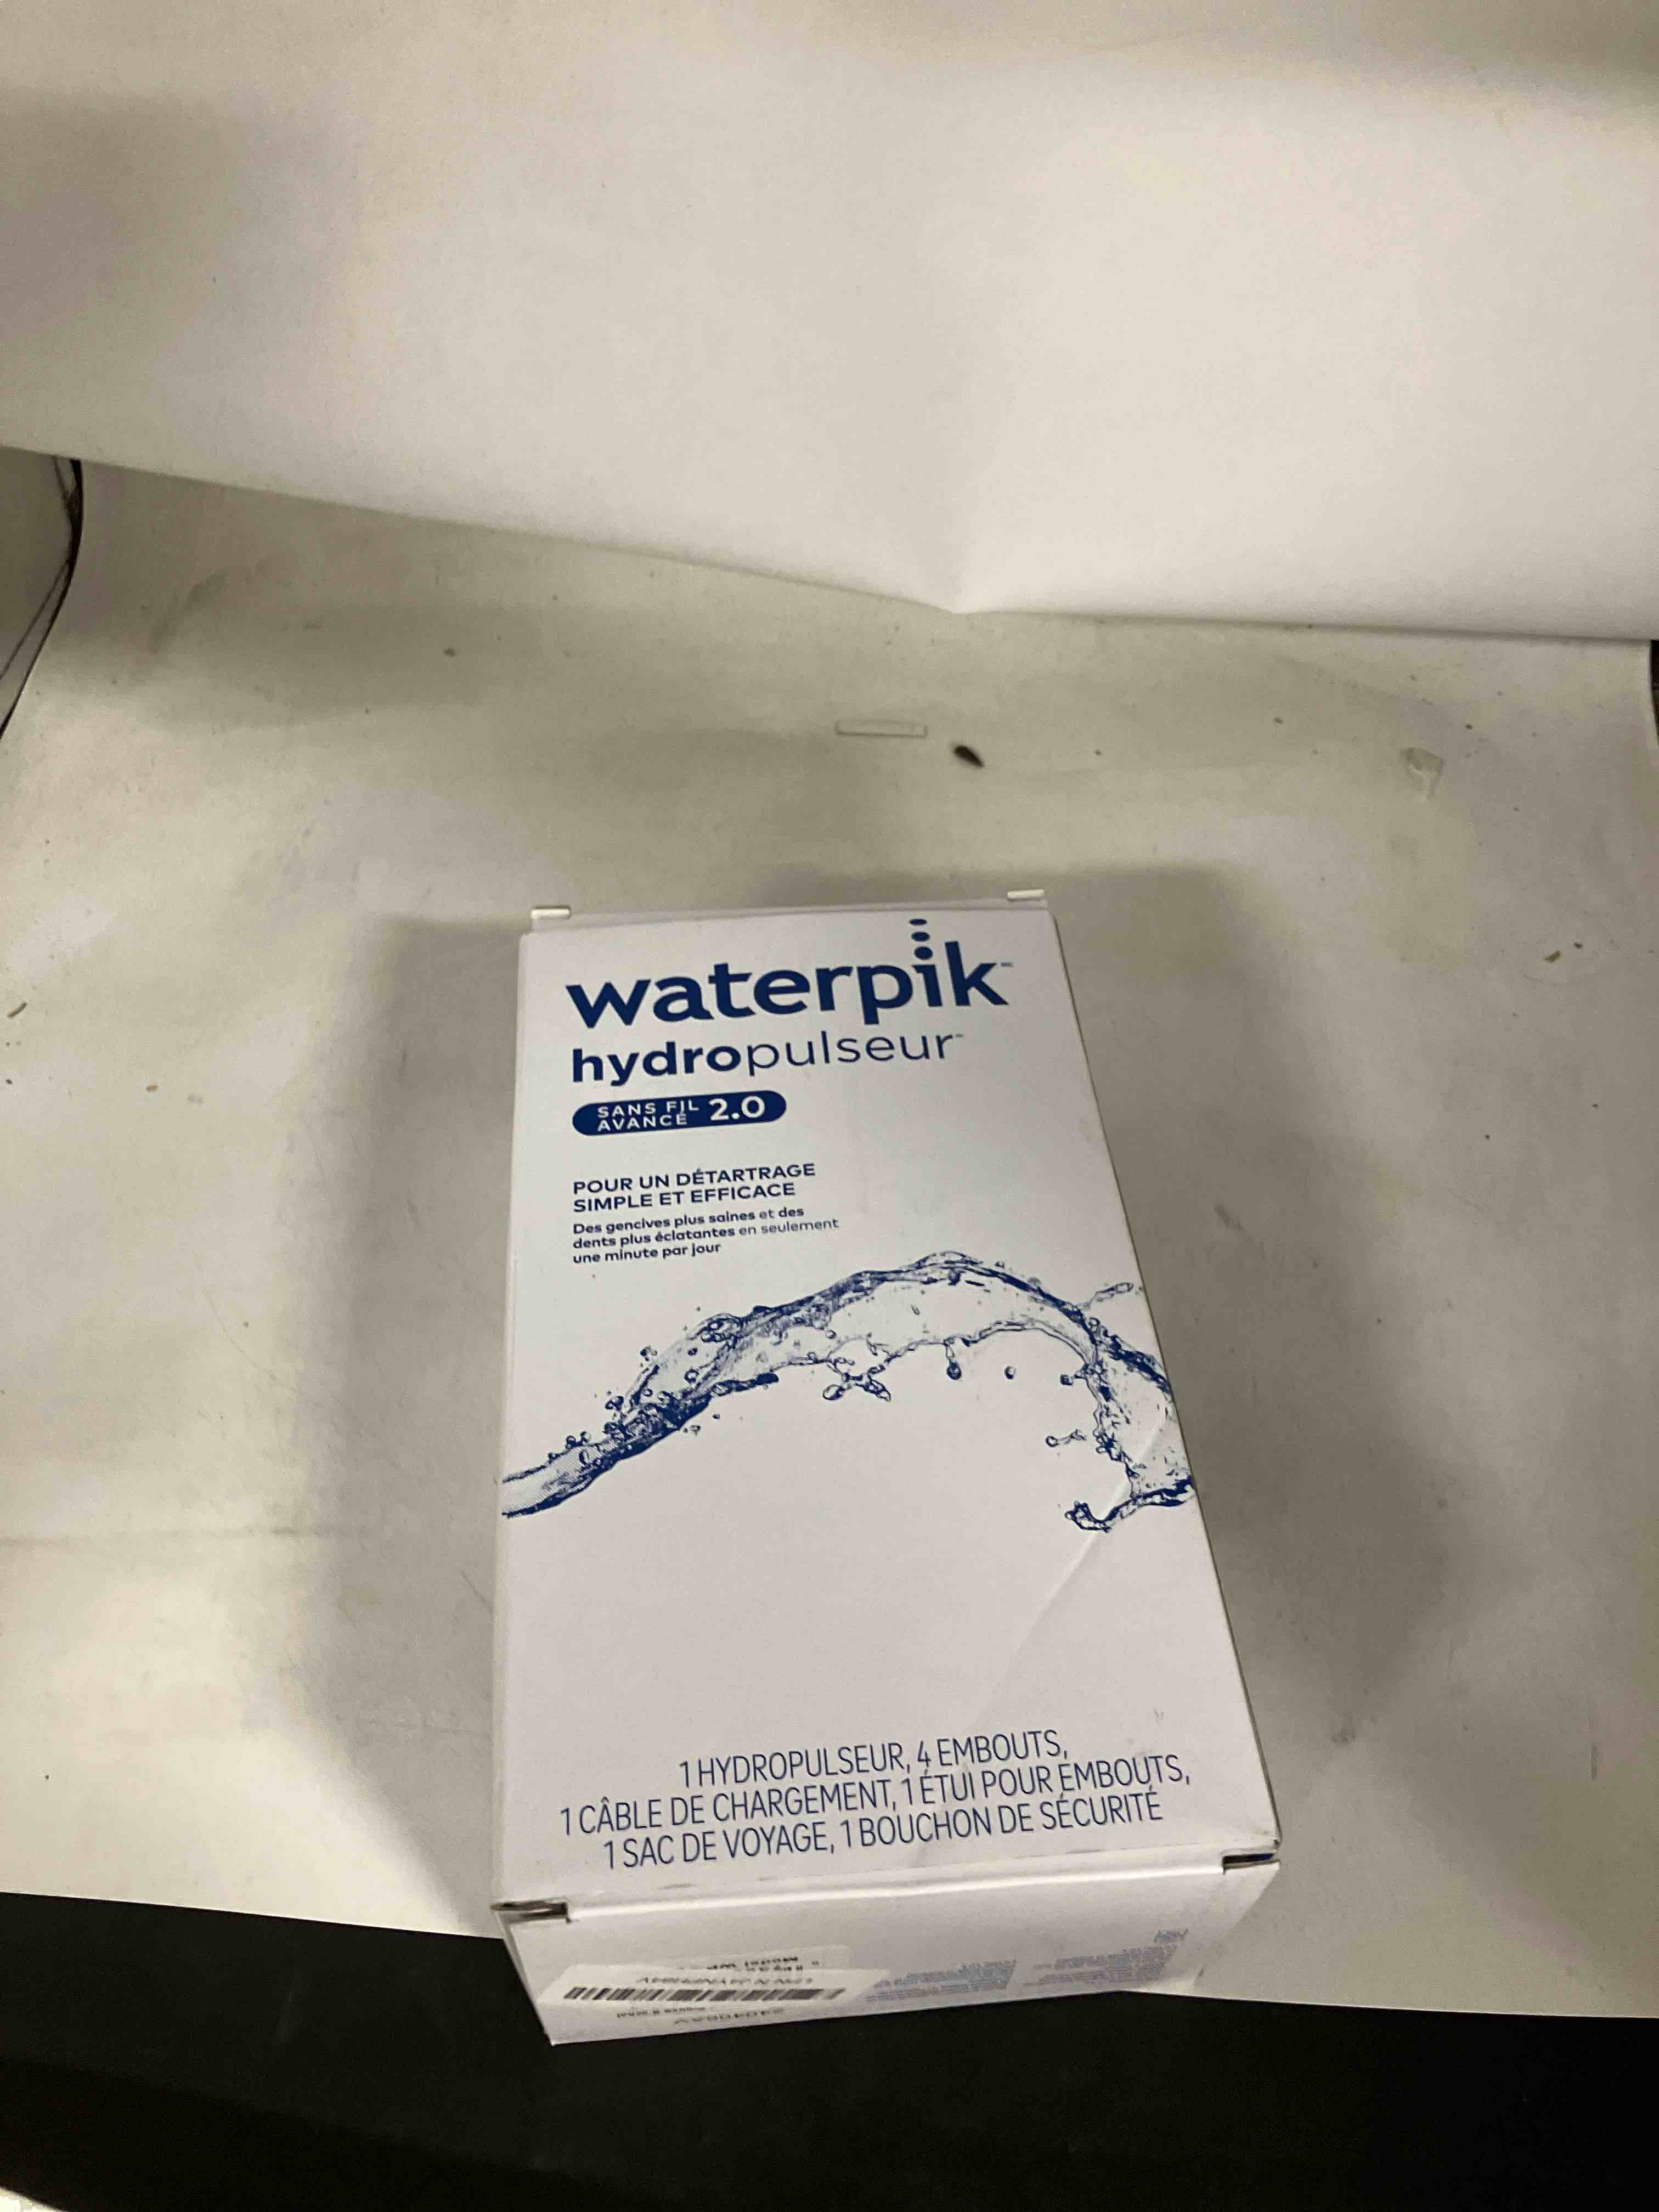 waterpik™
hydropulseur™
SANS FIL
AVANCÉ 2.0
POUR UN DÉTARTRAGE
SIMPLE ET EFFICACE
Des gencives plus saines et des
dents plus éclatantes en seulement
une minute par jour
1 HYDROPULSEUR, 4 EMBOUTS,
1 CÂBLE DE CHARGEMENT, 1 ÉTUI POUR EMBOUTS,
1 SAC DE VOYAGE, 1 BOUCHON DE SÉCURITÉ